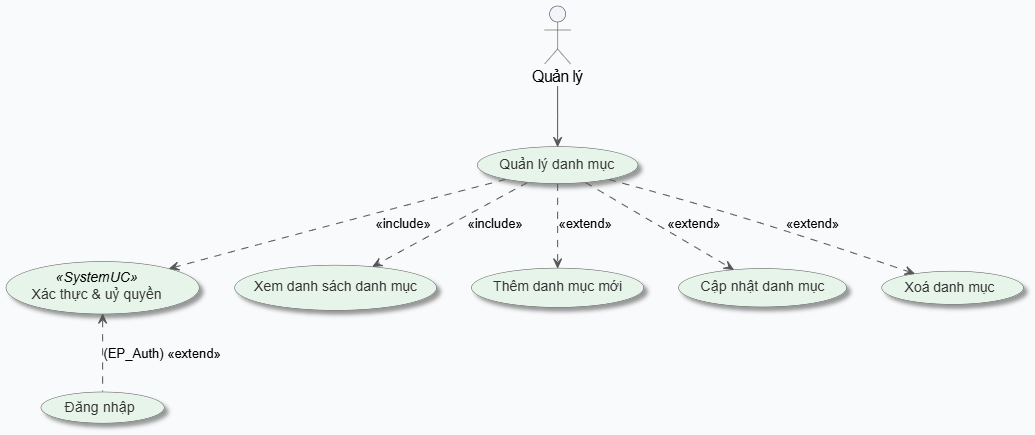 Quản lý
Quản lý danh mục
«include»
«include»
«extend»
«extend»
«extend»
«SystemUC»
Xác thực & uỷ quyền
Xem danh sách danh mục
Thêm danh mục mới
Cập nhật danh mục
Xoá danh mục
(EP_Auth) «extend»
Đăng nhập